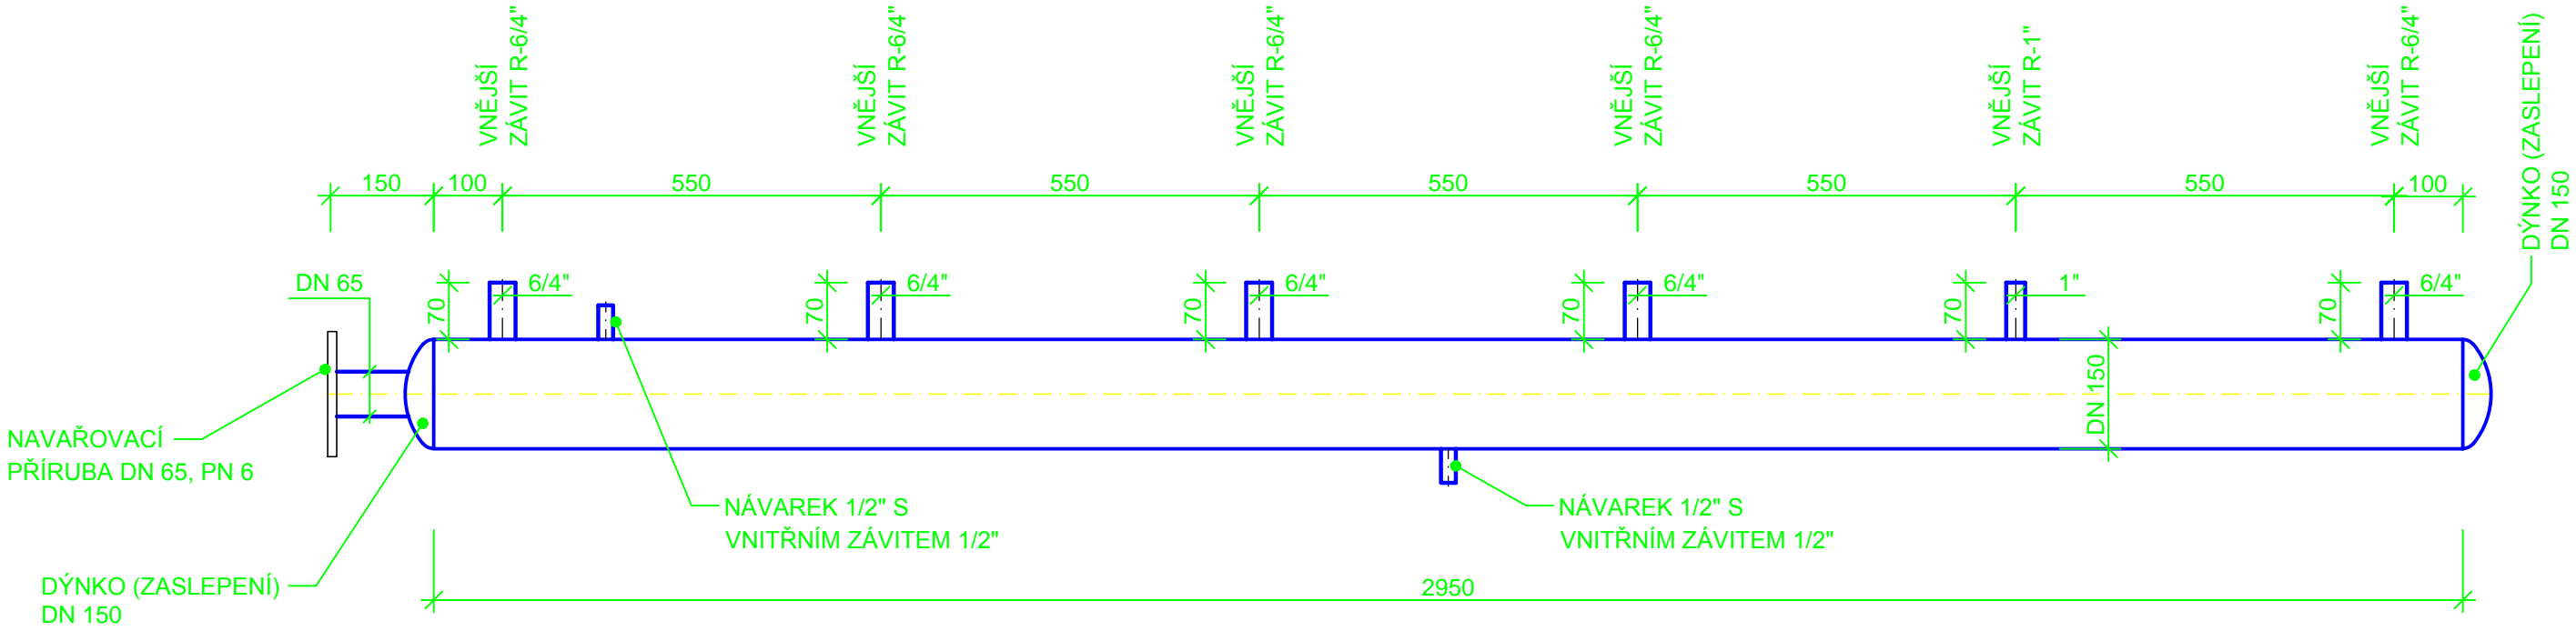 VNĚJŠÍ
ZÁVIT R-6/4"
VNĚJŠÍ
ZÁVIT R-6/4"
VNĚJŠÍ
ZÁVIT R-6/4"
VNĚJŠÍ
ZÁVIT R-6/4"
VNĚJŠÍ
ZÁVIT R-1"
VNĚJŠÍ
ZÁVIT R-6/4"
DÝNKO (ZASLEPENÍ)
DN 150
150
100
550
550
550
550
550
100
DN 65
70
6/4"
70
6/4"
70
6/4"
70
6/4"
70
1"
70
6/4"
DN 150
NAVAŘOVACÍ
PŘÍRUBA DN 65, PN 6
NÁVAREK 1/2" S
VNITŘNÍM ZÁVITEM 1/2"
NÁVAREK 1/2" S
VNITŘNÍM ZÁVITEM 1/2"
DÝNKO (ZASLEPENÍ)
DN 150
2950